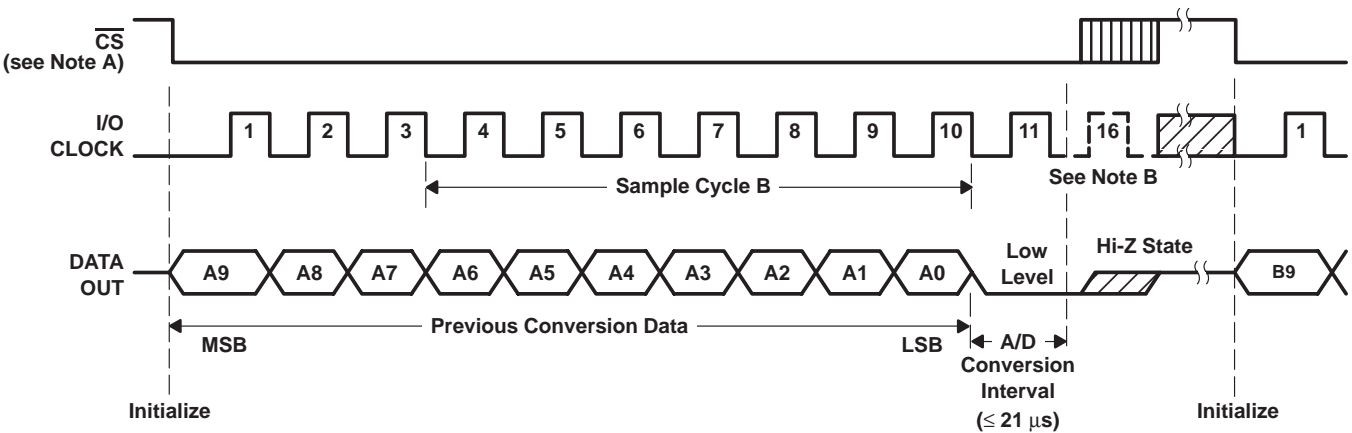 CS
(see Note A)
I/O
CLOCK
1 2 3 4 5 6 7 8 9 10 11 16 1
See Note B
Sample Cycle B
DATA
OUT
A9 A8 A7 A6 A5 A4 A3 A2 A1 A0
Low
Level
Hi-Z State
B9
Previous Conversion Data
MSB
LSB
A/D
Conversion
Interval
(≤ 21 μs)
Initialize
Initialize